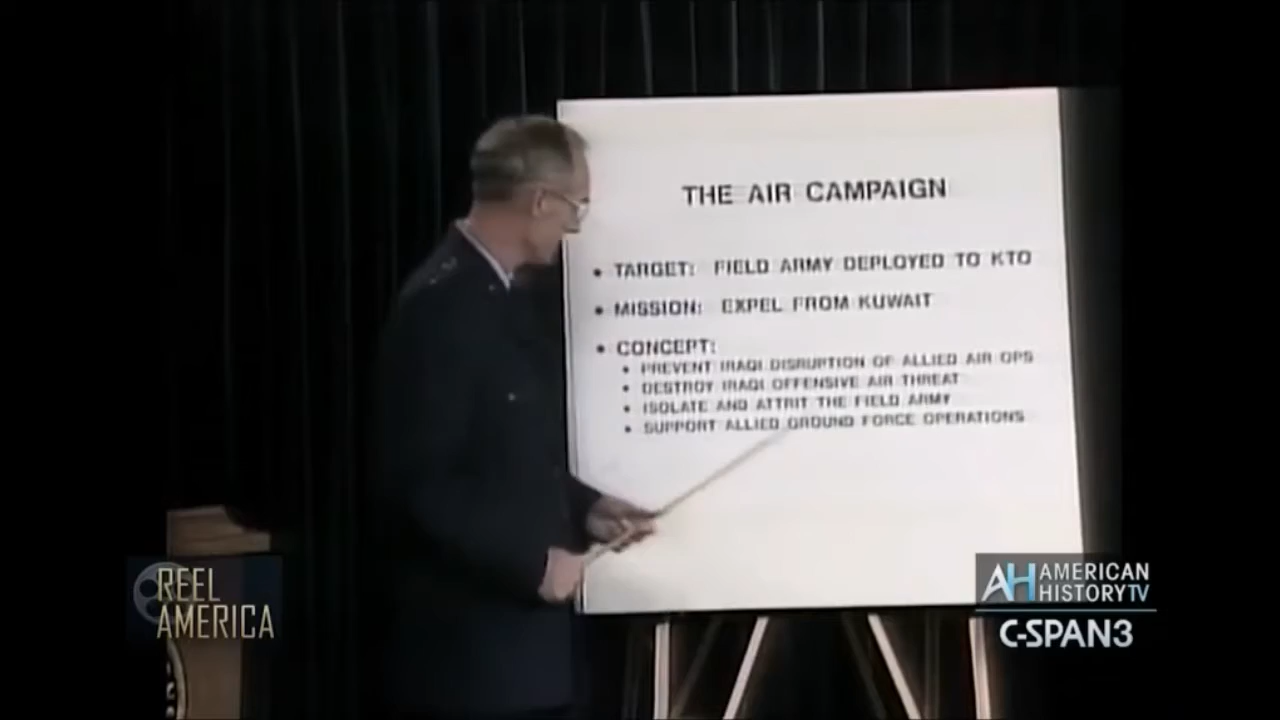 THE AIR CAMPAIGN
• TARGET: FIELD ARMY DEPLOYED TO KTO
• MISSION: EXPEL FROM KUWAIT
• CONCEPT:
• PREVENT IRAQI DISRUPTION OF ALLIED AIR OPS
• DESTROY IRAQI OFFENSIVE AIR THREAT
• ISOLATE AND ATTRIT THE FIELD ARMY
• SUPPORT ALLIED GROUND FORCE OPERATIONS
REEL
AMERICA
AH AMERICAN
HISTORY TV
C-SPAN3